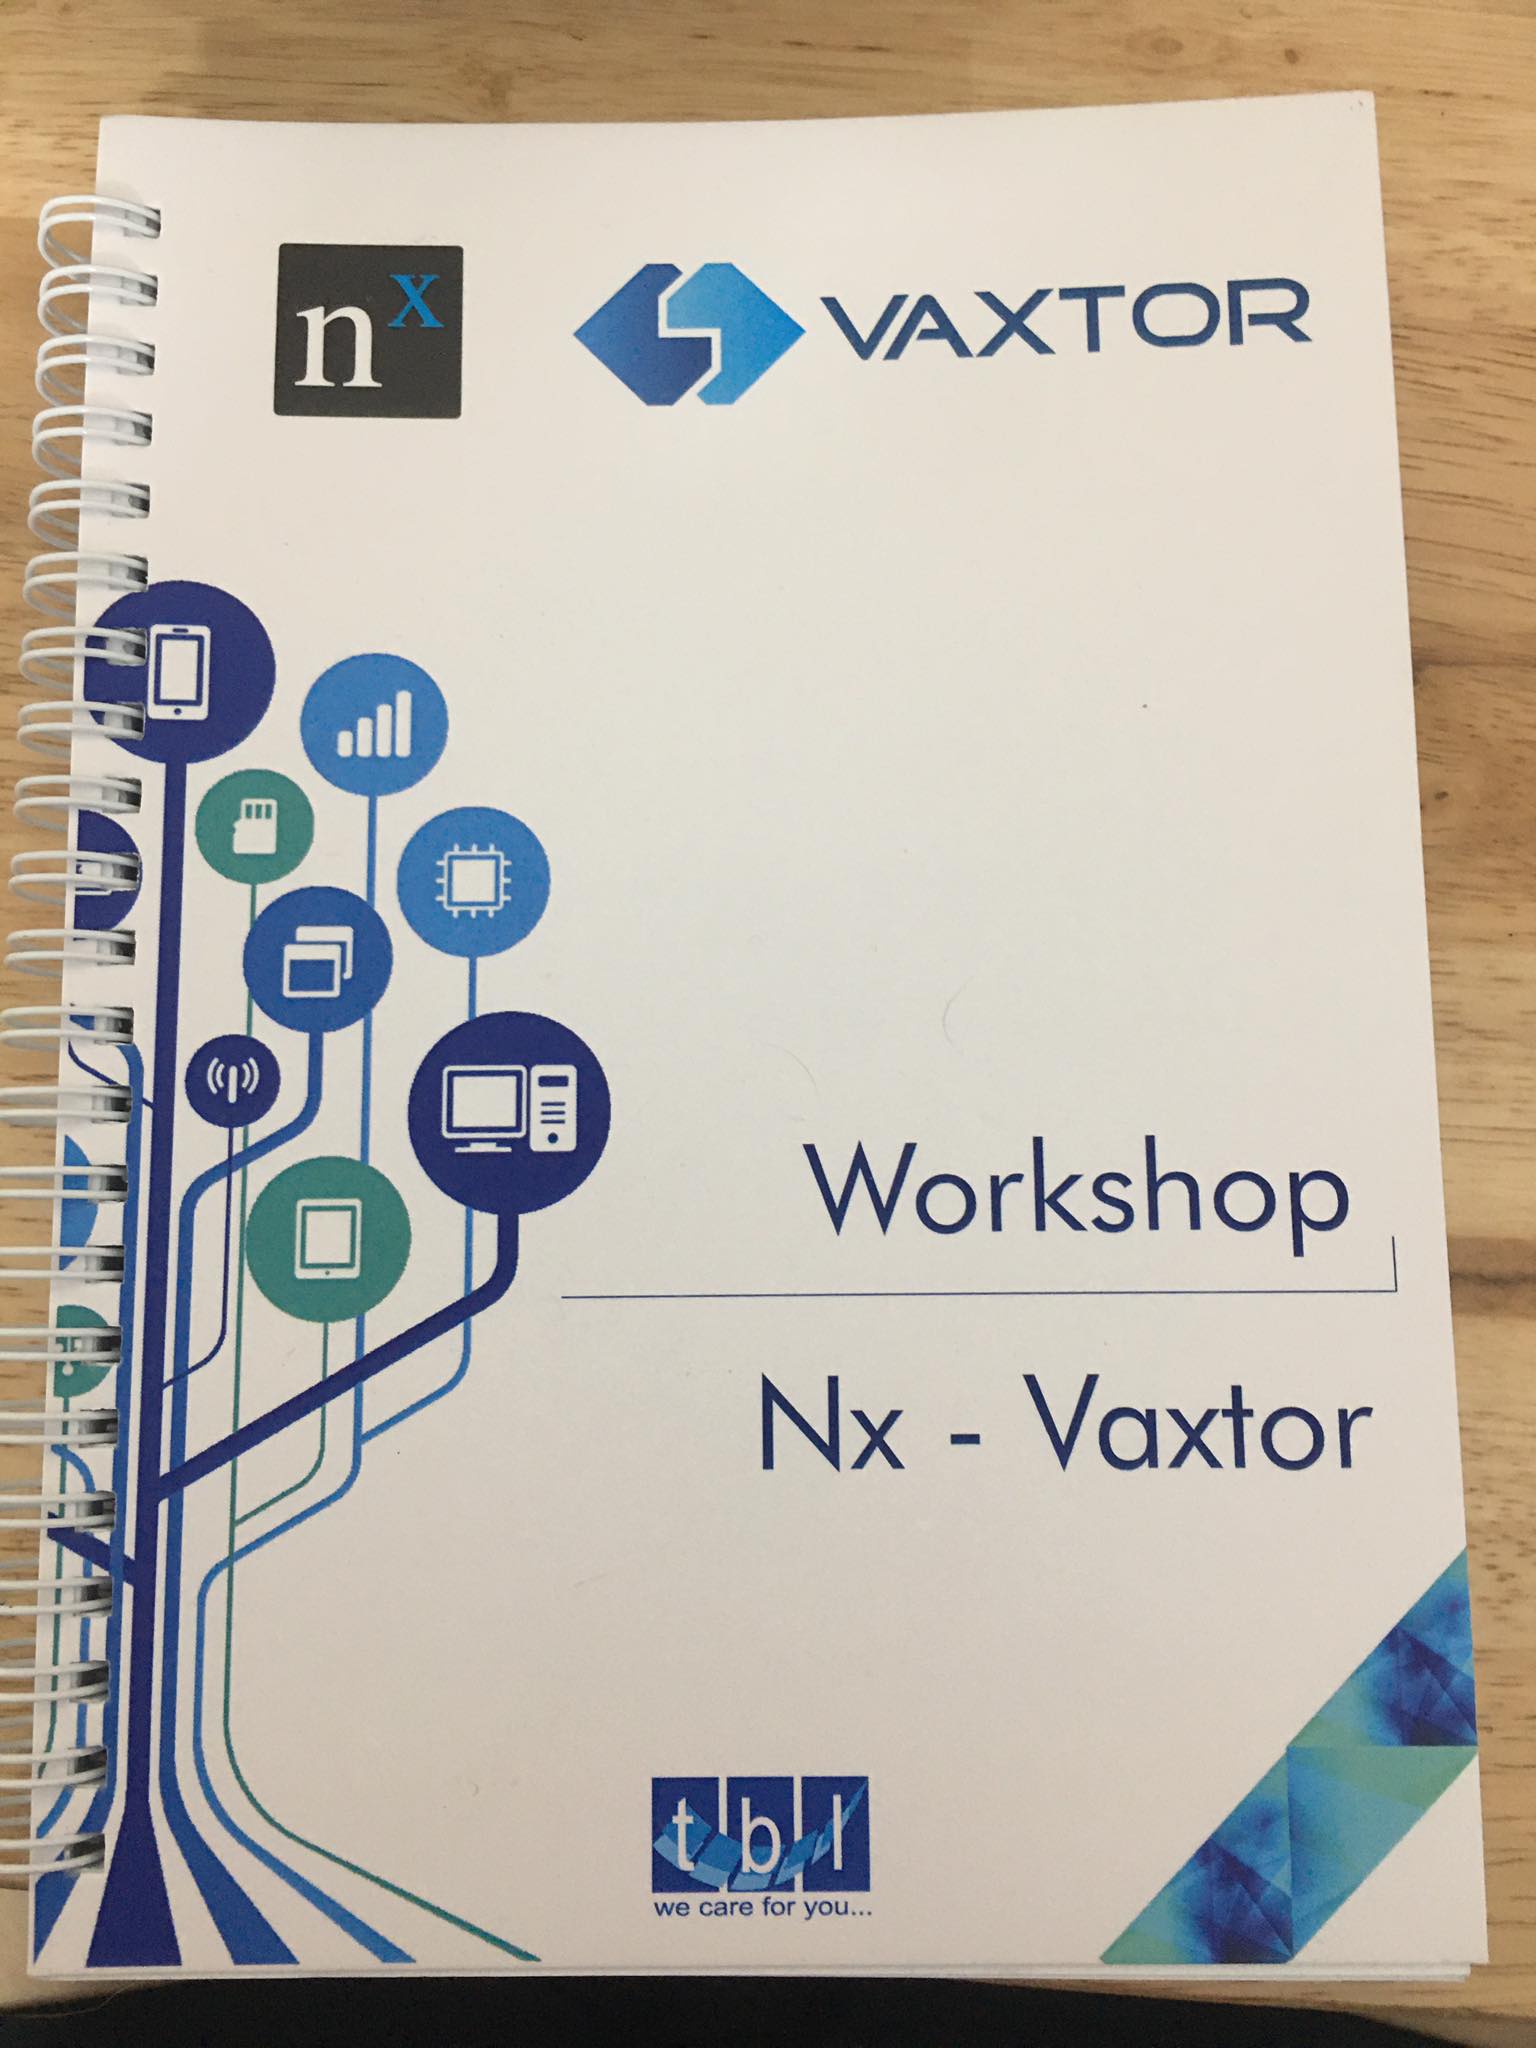 nx
VAXTOR
Workshop
Nx - Vaxtor
tbl
we care for you...